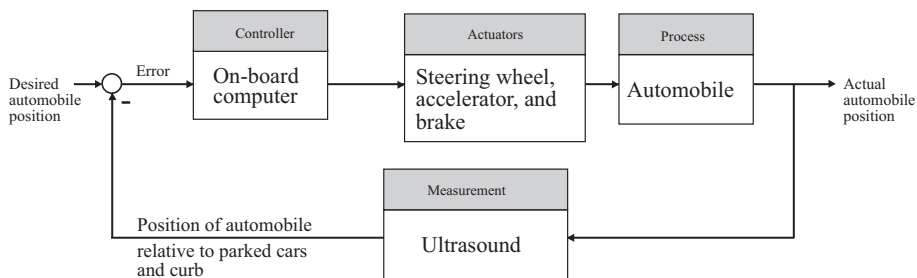 Controller
Actuators
Process
Desired
automobile
position
Error
On-board
computer
Steering wheel,
accelerator, and
brake
Automobile
Actual
automobile
position
-
Measurement
Position of automobile
relative to parked cars
and curb
Ultrasound